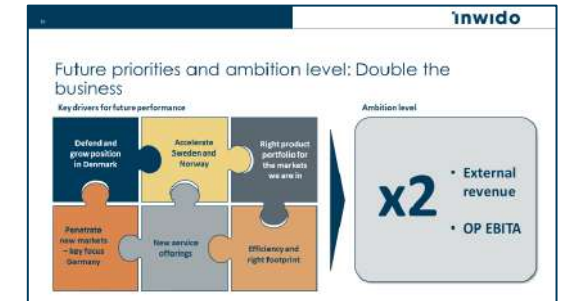 inwido
Future priorities and ambition level: Double the
business
Key drivers for future performance
Ambition level
Defend and
grow position
in Denmark
Accelerate
Sweden and
Norway
Right product
portfolio for
the markets
we are in
Penetrate
new markets
– key focus
Germany
New service
offerings
Efficiency and
right footprint
x2
• External
revenue
• OP EBITA